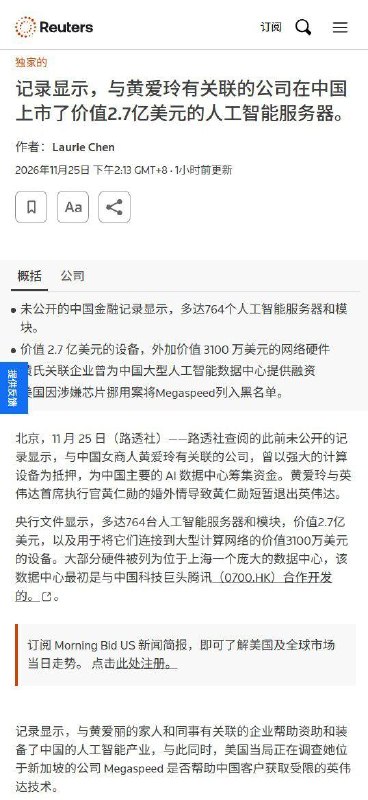 Reuters
订阅
独家的
记录显示，与黄爱玲有关联的公司在中国
上市了价值2.7亿美元的人工智能服务器。
作者：Laurie Chen
2026年11月25日 下午2:13 GMT+8 · 1小时前更新
Aa
概括 公司
未公开的中国金融记录显示，多达764个人工智能服务器和模
块。
价值 2.7 亿美元的设备，外加价值 3100 万美元的网络硬件
氏关联企业曾为中国大型人工智能数据中心提供融资
国因涉嫌芯片挪用案将Megaspeed列入黑名单。
提供反馈
北京，11 月 25 日（路透社）——路透社查阅的此前未公开的记
录显示，与中国女商人黄爱玲有关联的公司，曾以强大的计算
设备为抵押，为中国主要的 AI 数据中心筹集资金。黄爱玲与英
伟达首席执行官黄仁勋的婚外情导致黄仁勋短暂退出英伟达。
央行文件显示，多达764台人工智能服务器和模块，价值2.7亿
美元，以及用于将它们连接到大型计算网络的价值3100万美元
的设备。大部分硬件被列为位于上海一个庞大的数据中心，该
数据中心最初是与中国科技巨头腾讯（0700.HK）合作开发
的。
订阅 Morning Bid US 新闻简报，即可了解美国及全球市场
当日走势。 点击此处注册。
记录显示，与黄爱丽的家人和同事有关联的企业帮助资助和装
备了中国的人工智能产业，与此同时，美国当局正在调查她位
于新加坡的公司 Megaspeed 是否帮助中国客户获取受限的英伟
达技术。